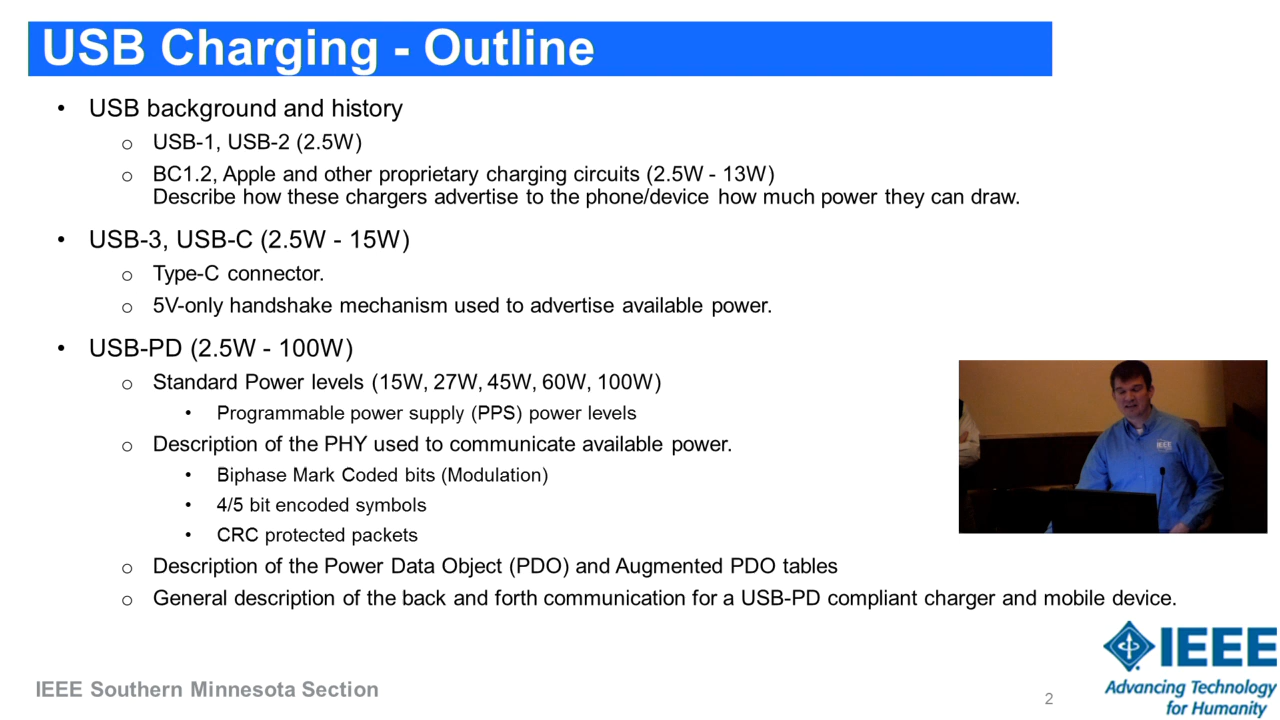 USB Charging - Outline
• USB background and history
o USB-1, USB-2 (2.5W)
o BC1.2, Apple and other proprietary charging circuits (2.5W - 13W)
Describe how these chargers advertise to the phone/device how much power they can draw.
• USB-3, USB-C (2.5W - 15W)
o Type-C connector.
o 5V-only handshake mechanism used to advertise available power.
• USB-PD (2.5W - 100W)
o Standard Power levels (15W, 27W, 45W, 60W, 100W)
• Programmable power supply (PPS) power levels
o Description of the PHY used to communicate available power.
• Biphase Mark Coded bits (Modulation)
• 4/5 bit encoded symbols
• CRC protected packets
o Description of the Power Data Object (PDO) and Augmented PDO tables
o General description of the back and forth communication for a USB-PD compliant charger and mobile device.
IEEE
IEEE Southern Minnesota Section
2
IEEE
Advancing Technology
for Humanity